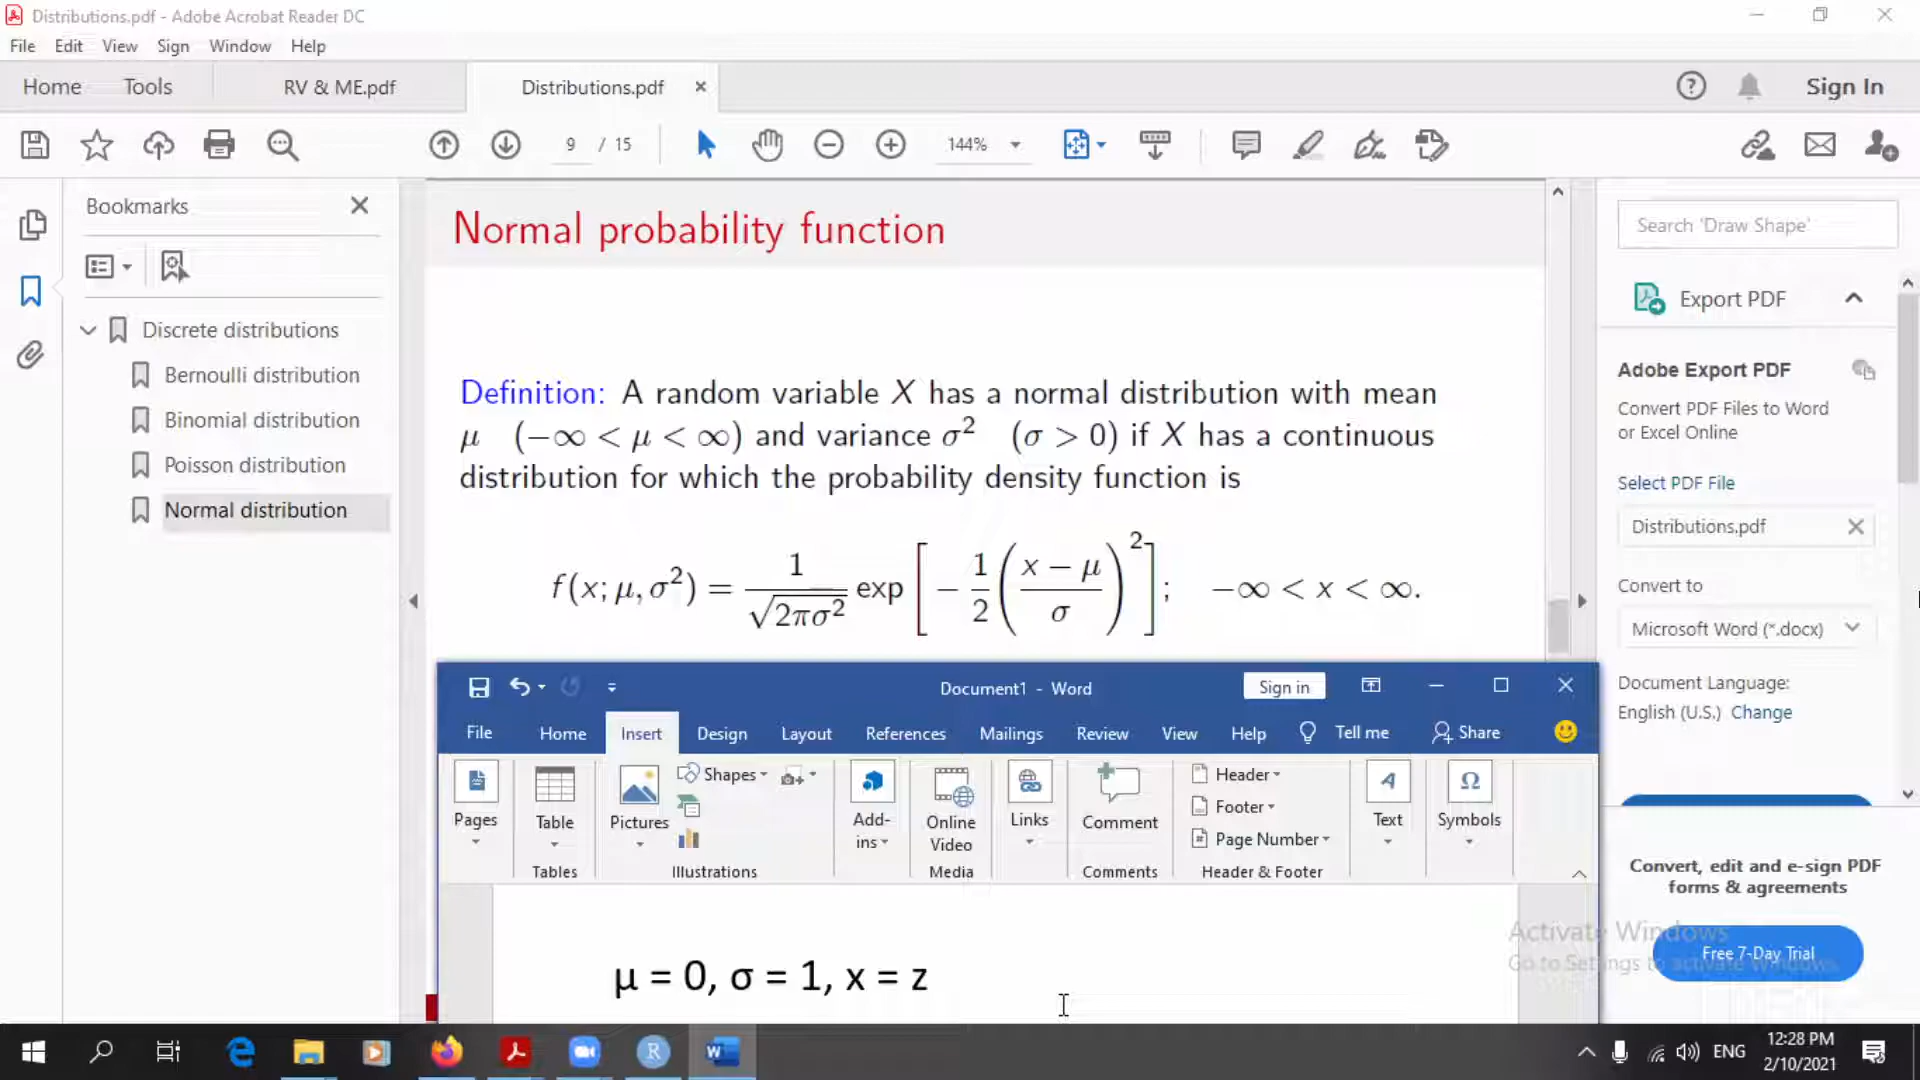 Distributions.pdf - Adobe Acrobat Reader DC
File Edit View Sign Window Help
Home Tools RV & ME.pdf Distributions.pdf × Sign In
9 / 15 144%
Bookmarks
Discrete distributions
Bernoulli distribution
Binomial distribution
Poisson distribution
Normal distribution
Normal probability function
Definition: A random variable X has a normal distribution with mean
μ (−∞ < μ < ∞) and variance σ² (σ > 0) if X has a continuous
distribution for which the probability density function is
f(x; μ, σ²) = 1/√(2πσ²) exp[−1/2((x − μ)/σ)²]; −∞ < x < ∞.
Search 'Draw Shape'
Export PDF
Adobe Export PDF
Convert PDF Files to Word
or Excel Online
Select PDF File
Distributions.pdf
Convert to
Microsoft Word (*.docx)
Document Language:
English (U.S.) Change
Convert, edit and e-sign PDF
forms & agreements
Free 7-Day Trial
Activate Windows
Go to Settings to activate Windows.
Document1 - Word Sign in
File Home Insert Design Layout References Mailings Review View Help Tell me Share
Pages
Table
Tables
Pictures
Shapes
Illustrations
Add-
ins
Online
Video
Media
Links
Comment
Comments
Header
Footer
Page Number
Header & Footer
Text
Symbols
μ = 0, σ = 1, x = z
ENG
12:28 PM
2/10/2021